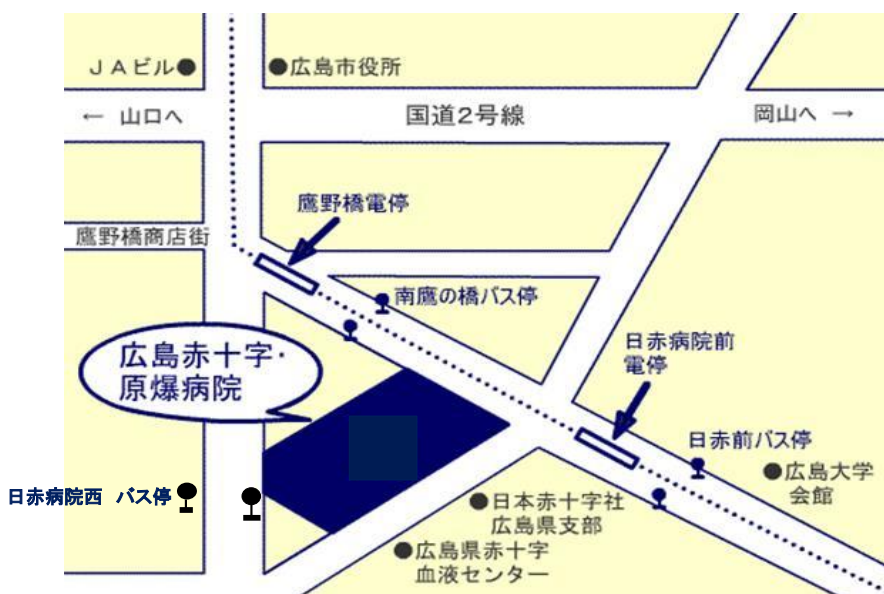 JAビル
広島市役所
← 山口へ
国道2号線
岡山へ →
鷹野橋電停
鷹野橋商店街
南鷹の橋バス停
日赤病院前
電停
広島赤十字・
原爆病院
日赤前バス停
広島大学
会館
日赤病院西 バス停
日本赤十字社
広島県支部
広島県赤十字
血液センター